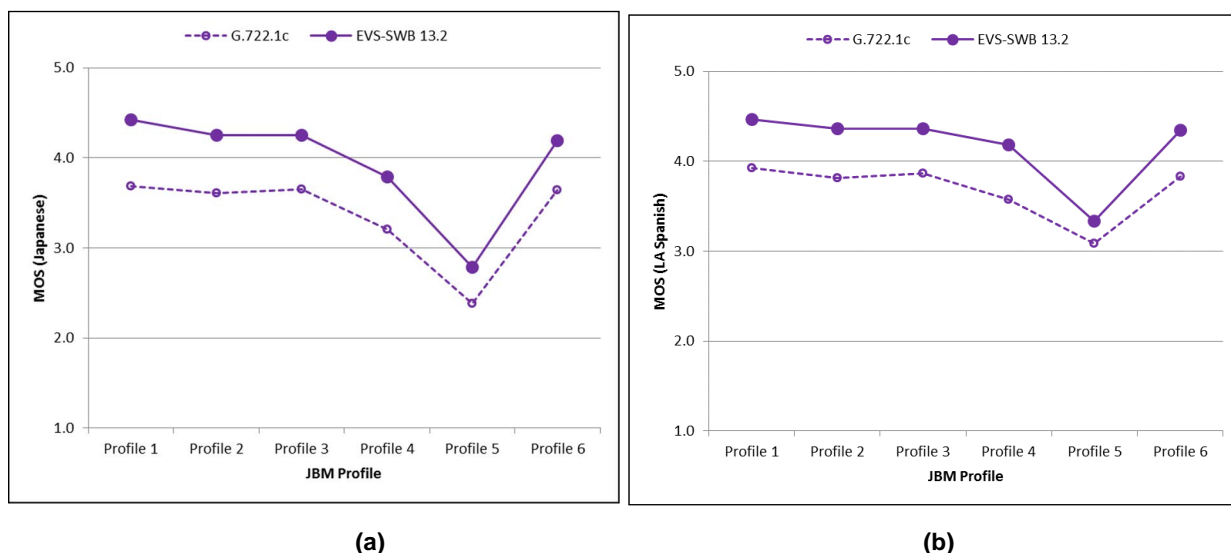 G.722.1c EVS-SWB 13.2
5.0
4.0
3.0
2.0
1.0
MOS (Japanese)
Profile 1 Profile 2 Profile 3 Profile 4 Profile 5 Profile 6
JBM Profile
(a)
G.722.1c EVS-SWB 13.2
5.0
4.0
3.0
2.0
1.0
MOS (LA Spanish)
Profile 1 Profile 2 Profile 3 Profile 4 Profile 5 Profile 6
JBM Profile
(b)